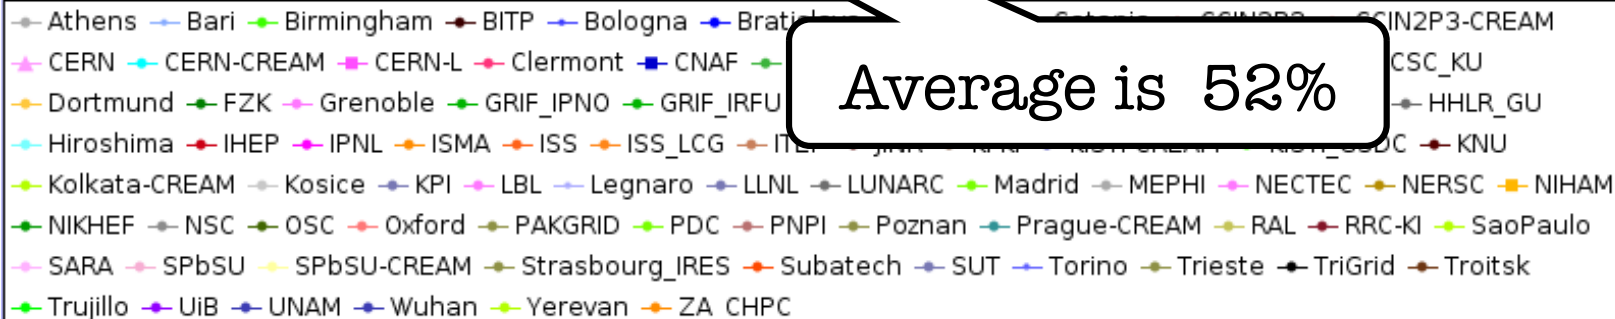 Athens Bari Birmingham BITP Bologna CCIN2P3-CREAM
CERN CERN-CREAM CERN-L Clermont CNAF CSC_KU
Average is 52%
Dortmund FZK Grenoble GRIF_IPNO GRIF_IRFU HHLR_GU
Hiroshima IHEP IPNL ISMA ISS ISS_LCG KNU
Kolkata-CREAM Kosice KPI LBL Legnaro LLNL LUNARC Madrid MEPHI NECTEC NERSC NIHAM
NIKHEF NSC OSC Oxford PAKGRID PDC PNPI Poznan Prague-CREAM RAL RRC-KI SaoPaulo
SARA SPbSU SPbSU-CREAM Strasbourg_IRES Subatech SUT Torino Trieste TriGrid Troitsk
Trujillo UiB UNAM Wuhan Yerevan ZA_CHPC